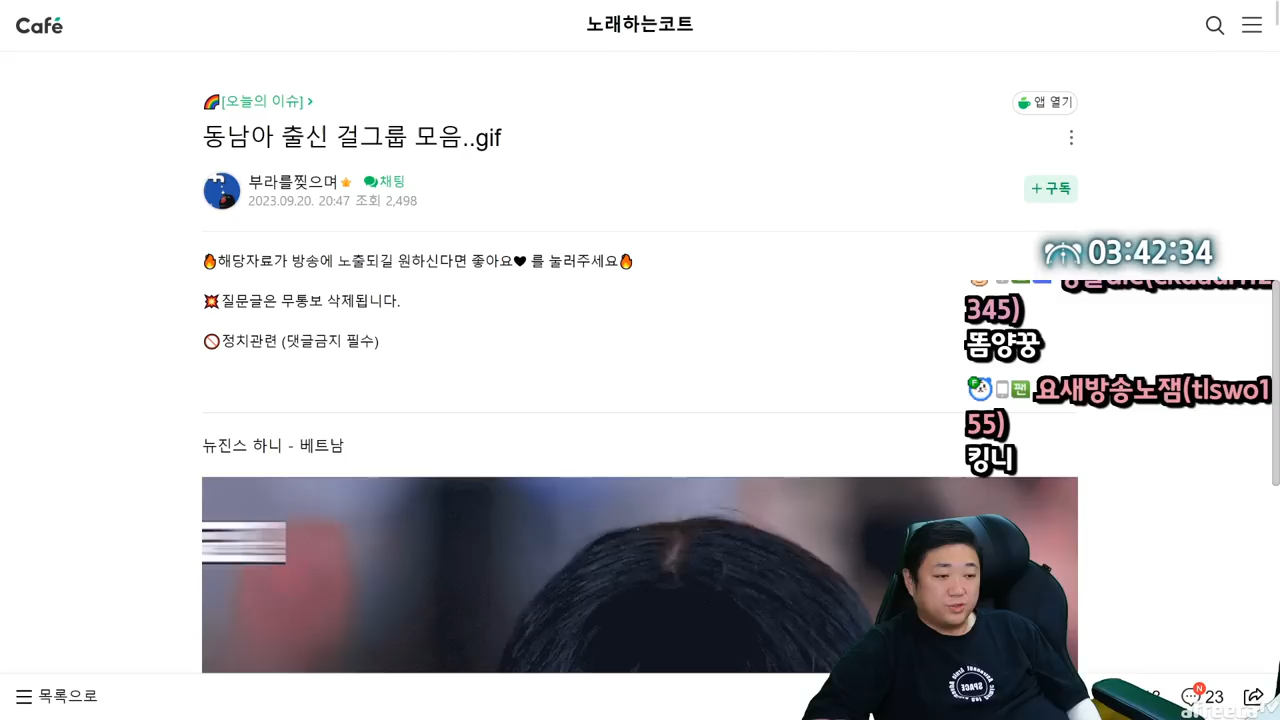 Café
노래하는코트
🌈[오늘의 이슈] >
앱 열기
동남아 출신 걸그룹 모음..gif
부라를찢으며
채팅
2023.09.20. 20:47 조회 2,498
+ 구독
🔥해당자료가 방송에 노출되길 원하신다면 좋아요♥ 를 눌러주세요🔥
03:42:34
💥질문글은 무통보 삭제됩니다.
345)
🚫정치관련 (댓글금지 필수)
똠양꿍
요새방송노잼(tlswo1
55)
킹니
뉴진스 하니 - 베트남
SPACE
목록으로
N
23
afreecaTV